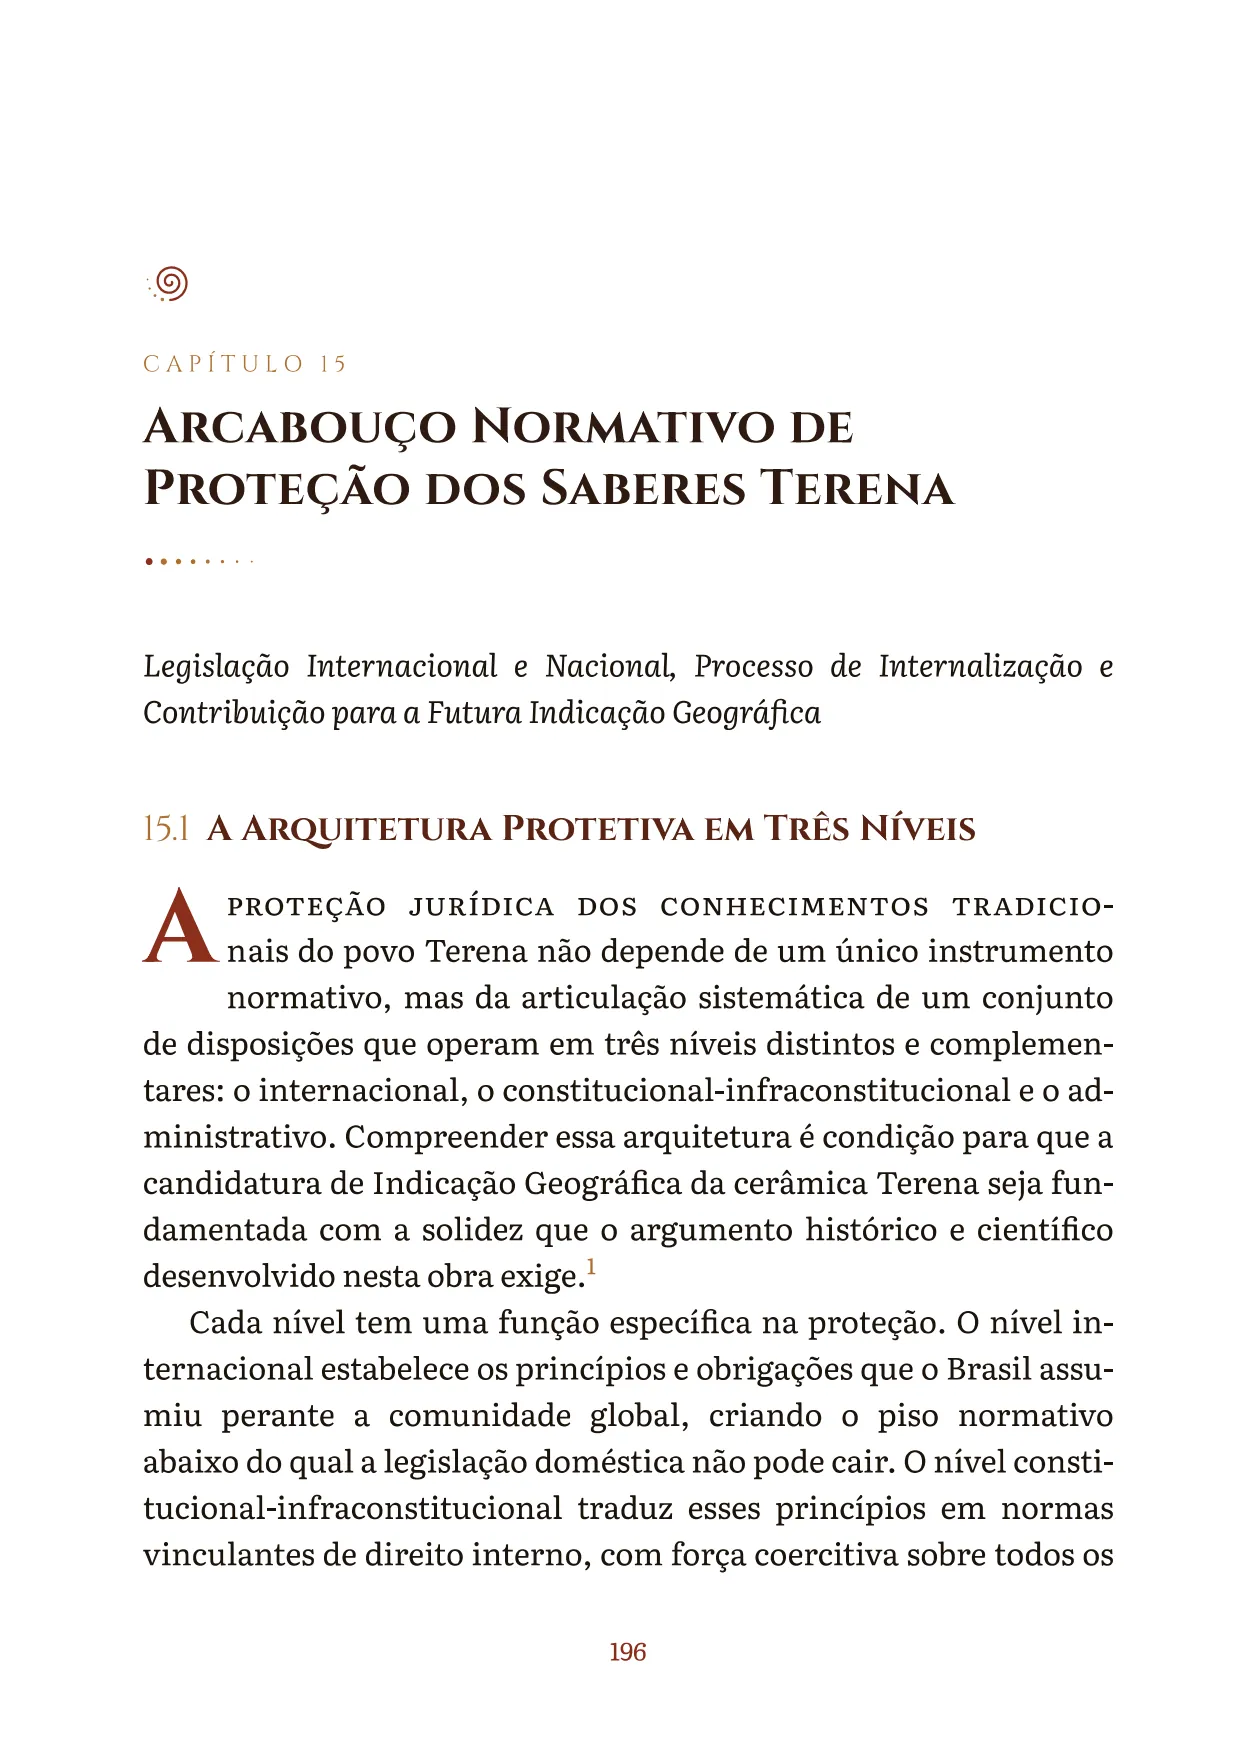 CAPÍTULO 15
ARCABOUÇO NORMATIVO DE
PROTEÇÃO DOS SABERES TERENA
Legislação Internacional e Nacional, Processo de Internalização e
Contribuição para a Futura Indicação Geográfica
15.1 A ARQUITETURA PROTETIVA EM TRÊS NÍVEIS
A PROTEÇÃO JURÍDICA DOS CONHECIMENTOS TRADICIO-
nais do povo Terena não depende de um único instrumento
normativo, mas da articulação sistemática de um conjunto
de disposições que operam em três níveis distintos e complemen-
tares: o internacional, o constitucional-infraconstitucional e o ad-
ministrativo. Compreender essa arquitetura é condição para que a
candidatura de Indicação Geográfica da cerâmica Terena seja fun-
damentada com a solidez que o argumento histórico e científico
desenvolvido nesta obra exige.1
Cada nível tem uma função específica na proteção. O nível in-
ternacional estabelece os princípios e obrigações que o Brasil assu-
miu perante a comunidade global, criando o piso normativo
abaixo do qual a legislação doméstica não pode cair. O nível consti-
tucional-infraconstitucional traduz esses princípios em normas
vinculantes de direito interno, com força coercitiva sobre todos os
196